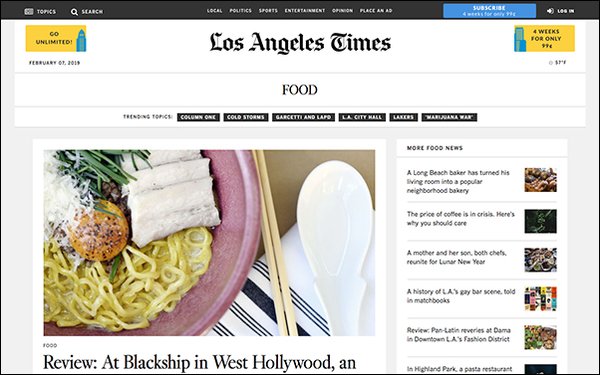 TOPICS
SEARCH
LOCAL POLITICS SPORTS ENTERTAINMENT OPINION PLACE AN AD
SUBSCRIBE
4 weeks for only 99¢
LOG IN
GO
UNLIMITED!
Los Angeles Times
4 WEEKS
FOR ONLY
99¢
FEBRUARY 07, 2019
57°F
FOOD
TRENDING TOPICS: COLUMN ONE COLD STORMS GARCETTI AND LAPD L.A. CITY HALL LAKERS 'MARIJUANA WAR'
MORE FOOD NEWS
A Long Beach baker has turned his
living room into a popular
neighborhood bakery
The price of coffee is in crisis. Here's
why you should care
A mother and her son, both chefs,
reunite for Lunar New Year
A history of L.A.'s gay bar scene, told
in matchbooks
Review: Pan-Latin reveries at Dama
in Downtown L.A.'s Fashion District
In Highland Park, a pasta restaurant
FOOD
Review: At Blackship in West Hollywood, an